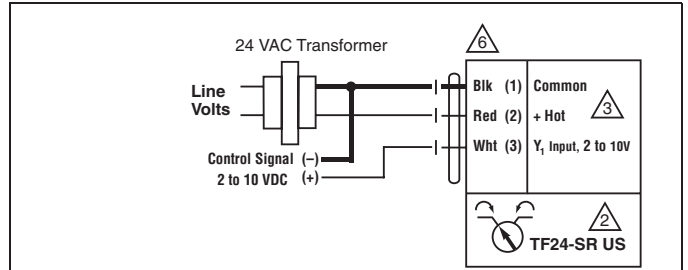 24 VAC Transformer
6
Line
Volts
Blk (1) Common
3
Red (2) + Hot
Wht (3) Y1 Input, 2 to 10V
Control Signal (–)
2 to 10 VDC (+)
2
TF24-SR US